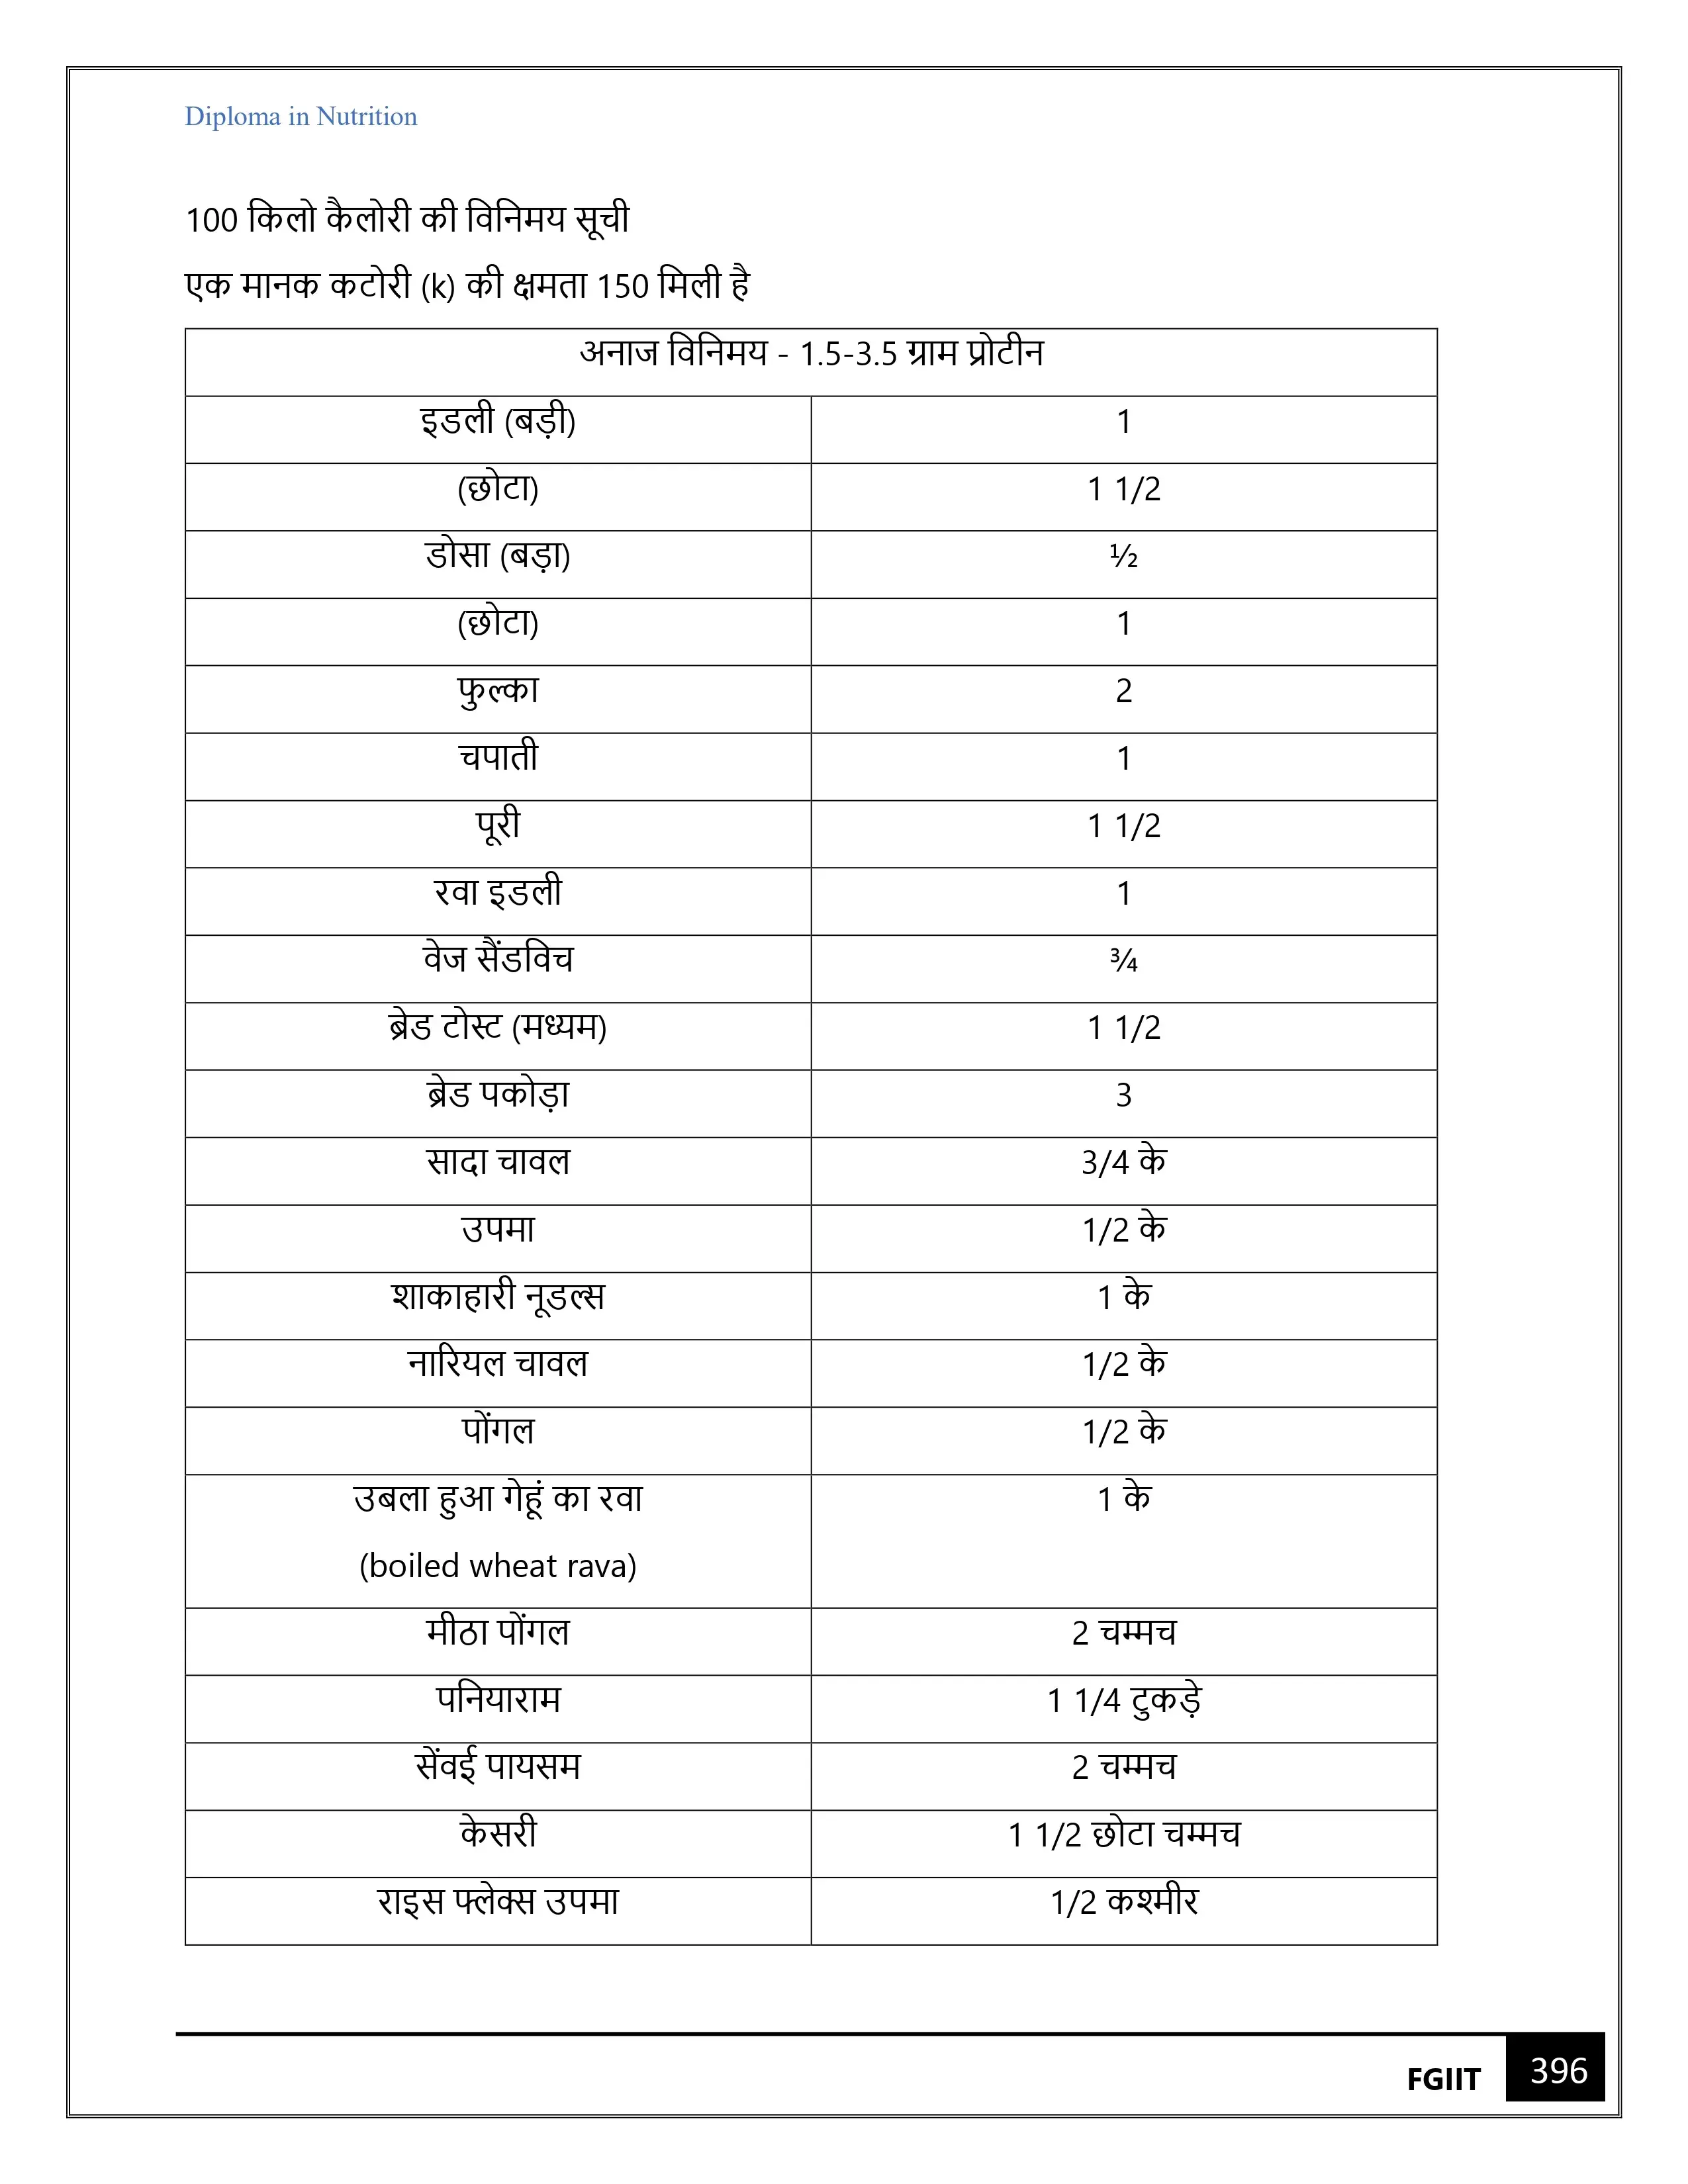 Diploma in Nutrition
100 किलो कैलोरी की विनिमय सूची
एक मानक कटोरी (k) की क्षमता 150 मिली है
अनाज विनिमय - 1.5-3.5 ग्राम प्रोटीन
इडली (बड़ी) 1
(छोटा) 1 1/2
डोसा (बड़ा) ½
(छोटा) 1
फुल्का 2
चपाती 1
पूरी 1 1/2
रवा इडली 1
वेज सैंडविच ¾
ब्रेड टोस्ट (मध्यम) 1 1/2
ब्रेड पकोड़ा 3
सादा चावल 3/4 के
उपमा 1/2 के
शाकाहारी नूडल्स 1 के
नारियल चावल 1/2 के
पोंगल 1/2 के
उबला हुआ गेहूं का रवा 1 के
(boiled wheat rava)
मीठा पोंगल 2 चम्मच
पनियाराम 1 1/4 टुकड़े
सेंवई पायसम 2 चम्मच
केसरी 1 1/2 छोटा चम्मच
राइस फ्लेक्स उपमा 1/2 कश्मीर
FGIIT 396